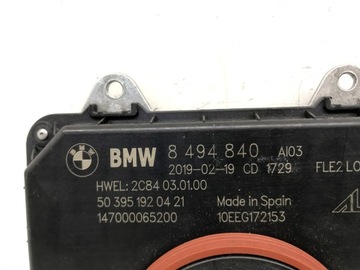 BMW 8 494 840 AI03
2019-02-19 CD 1729
FLE2 LO
HWEL: 2C84 03.01.00
50 395 192 04 21 Made in Spain
147000065200 10EEG172153